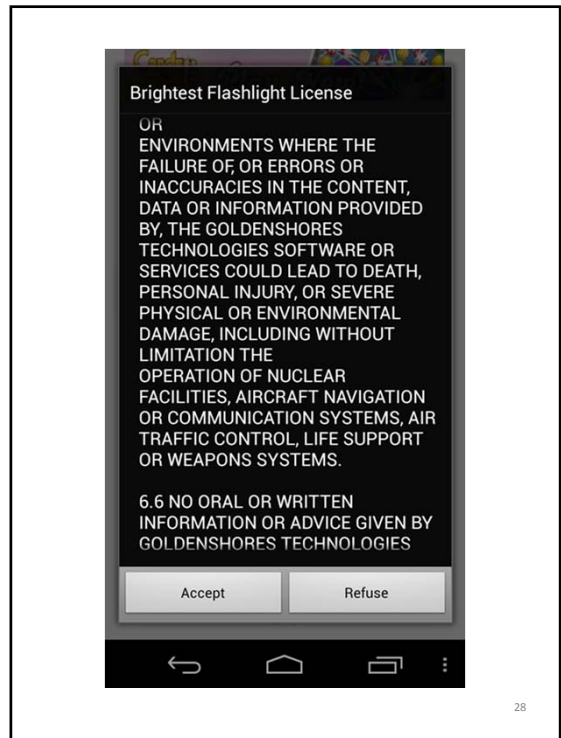 Brightest Flashlight License
OR
ENVIRONMENTS WHERE THE
FAILURE OF, OR ERRORS OR
INACCURACIES IN THE CONTENT,
DATA OR INFORMATION PROVIDED
BY, THE GOLDENSHORES
TECHNOLOGIES SOFTWARE OR
SERVICES COULD LEAD TO DEATH,
PERSONAL INJURY, OR SEVERE
PHYSICAL OR ENVIRONMENTAL
DAMAGE, INCLUDING WITHOUT
LIMITATION THE
OPERATION OF NUCLEAR
FACILITIES, AIRCRAFT NAVIGATION
OR COMMUNICATION SYSTEMS, AIR
TRAFFIC CONTROL, LIFE SUPPORT
OR WEAPONS SYSTEMS.
6.6 NO ORAL OR WRITTEN
INFORMATION OR ADVICE GIVEN BY
GOLDENSHORES TECHNOLOGIES
Accept Refuse
28